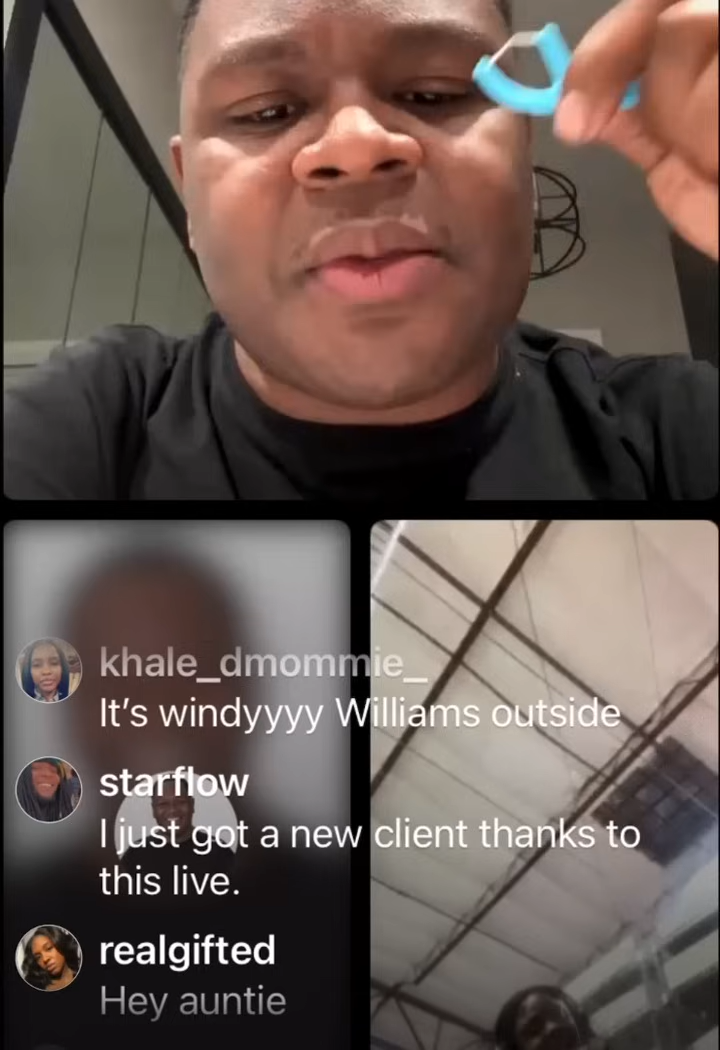 khale_dmommie_
It's windyyyy Williams outside
starflow
I just got a new client thanks to
this live.
realgifted
Hey auntie